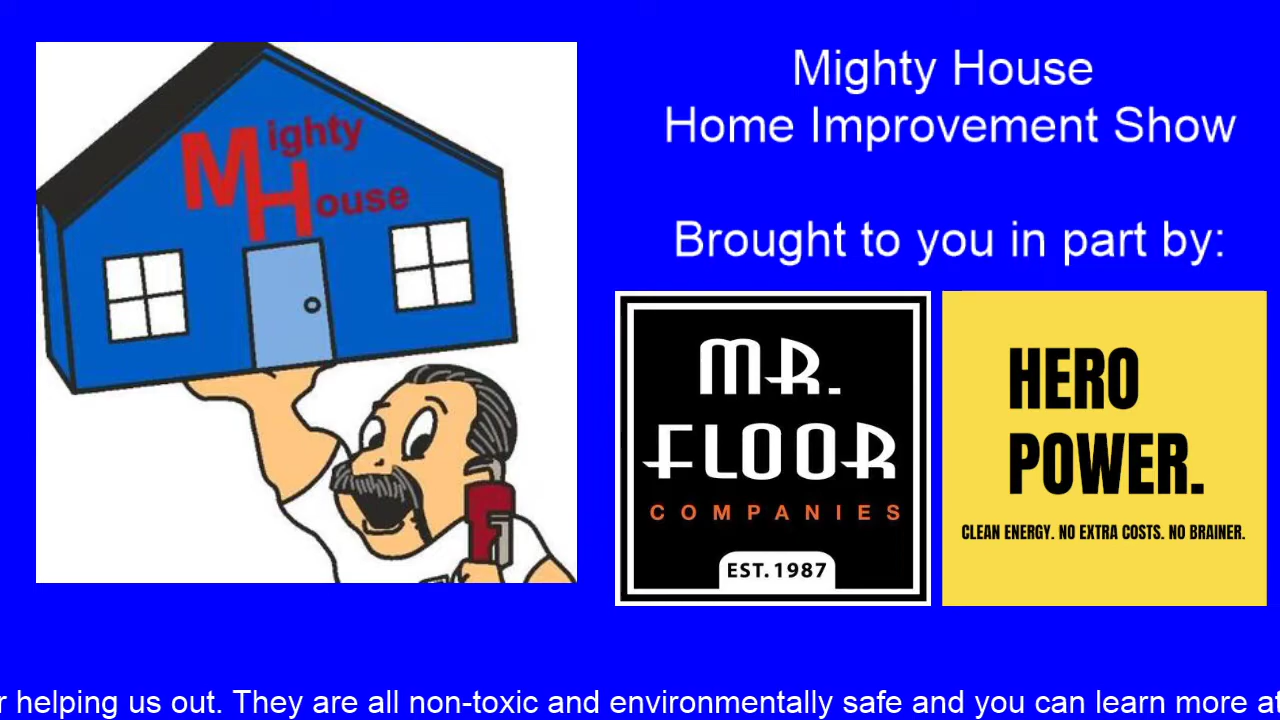 Mighty
House
Mighty House
Home Improvement Show
Brought to you in part by:
MR.
FLOOR
COMPANIES
EST. 1987
HERO
POWER.
CLEAN ENERGY. NO EXTRA COSTS. NO BRAINER.
r helping us out. They are all non-toxic and environmentally safe and you can learn more at